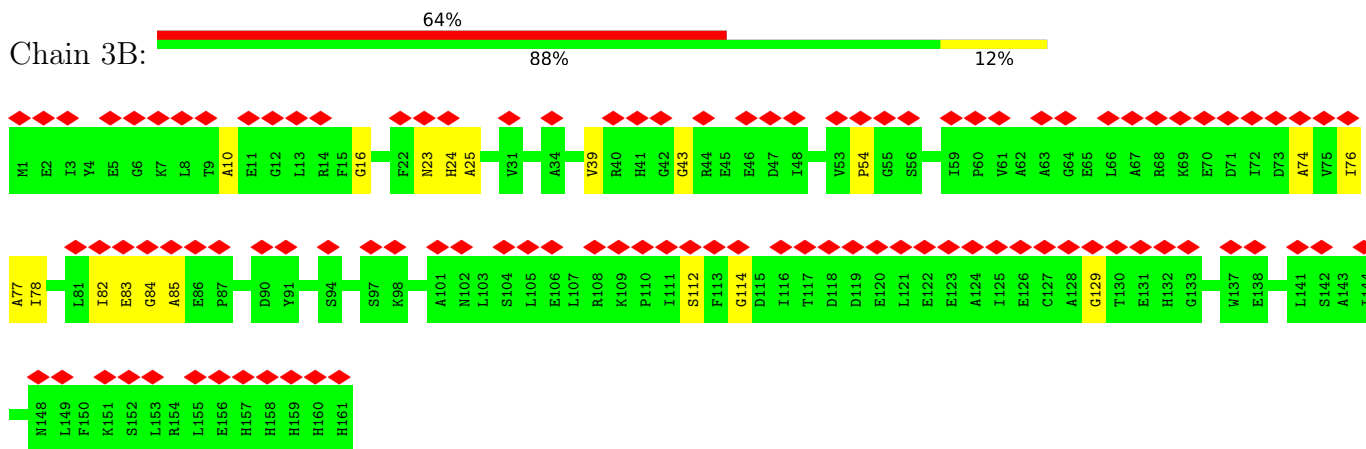 64%
Chain 3B:
88% 12%
M1 E2 I3 Y4 E5 G6 K7 L8 T9 A10 E11 G12 L13 R14 F15 G16 F22 N23 H24 A25 V31 A34 V39 R40 H41 G42 G43 R44 E45 E46 D47 I48 V53 P54 G55 S56 I59 P60 V61 A62 A63 G64 E65 L66 A67 R68 K69 E70 D71 I72 D73 A74 V75 I76
A77 I78 L81 I82 E83 G84 A85 E86 P87 D90 Y91 S94 S97 K98 A101 N102 L103 S104 L105 E106 L107 R108 K109 P110 I111 S112 F113 G114 D115 I116 T117 D118 D119 E120 L121 E122 E123 A124 I125 E126 C127 A128 G129 T130 E131 H132 G133 W137 E138 L141 S142 A143
N148 L149 F150 K151 S152 L153 R154 L155 E156 H157 H158 H159 H160 H161